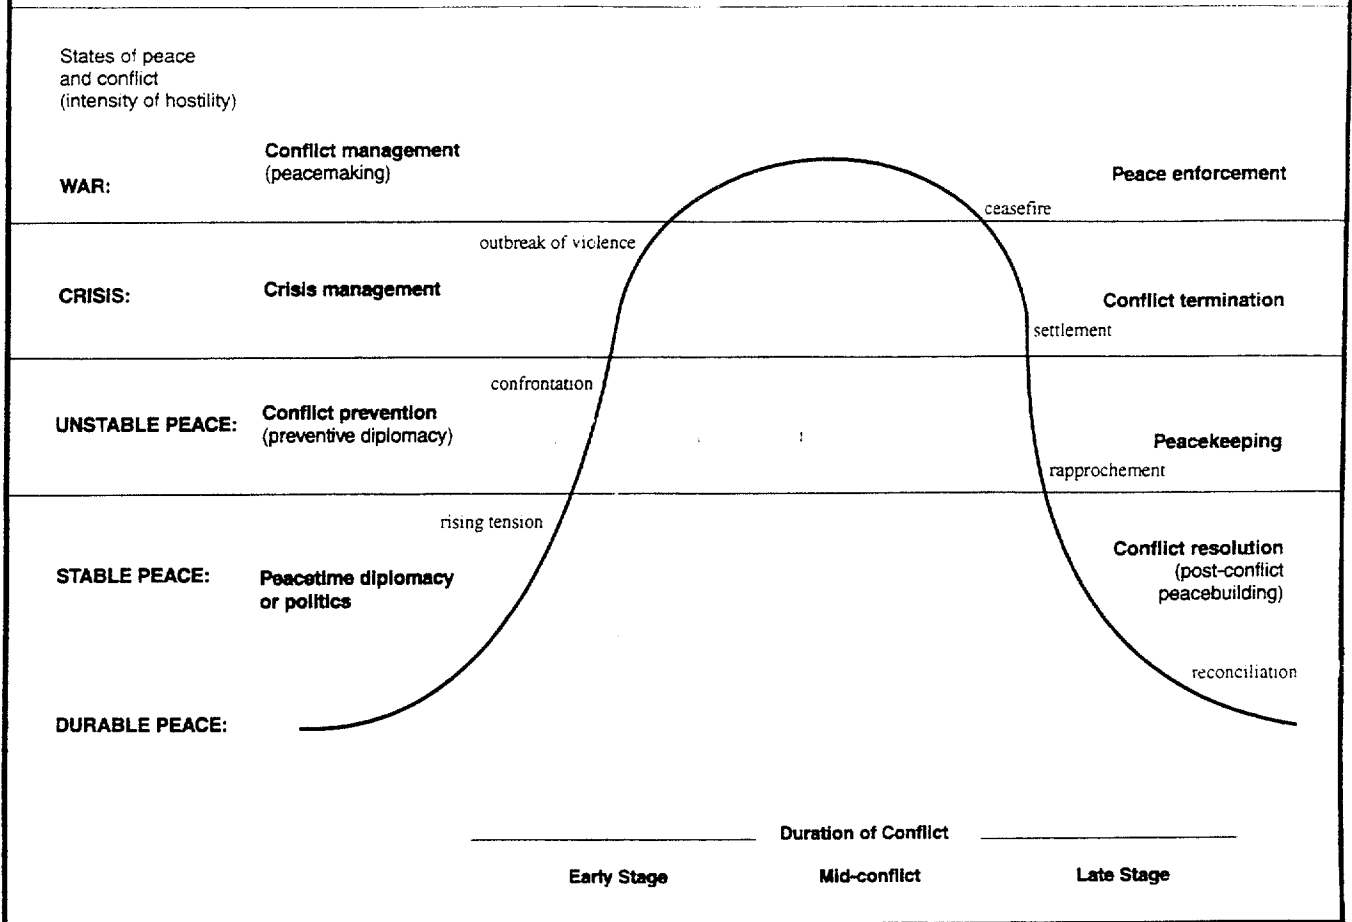 States of peace
and conflict
(intensity of hostility)
Conflict management
(peacemaking)
WAR:
Peace enforcement
ceasefire
outbreak of violence
CRISIS:
Crisis management
Conflict termination
settlement
confrontation
UNSTABLE PEACE:
Conflict prevention
(preventive diplomacy)
Peacekeeping
rapprochement
rising tension
STABLE PEACE:
Peacetime diplomacy
or politics
Conflict resolution
(post-conflict
peacebuilding)
reconciliation
DURABLE PEACE:
Duration of Conflict
Early Stage
Mid-conflict
Late Stage